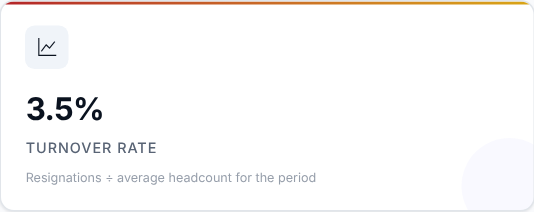 3.5%
TURNOVER RATE
Resignations ÷ average headcount for the period